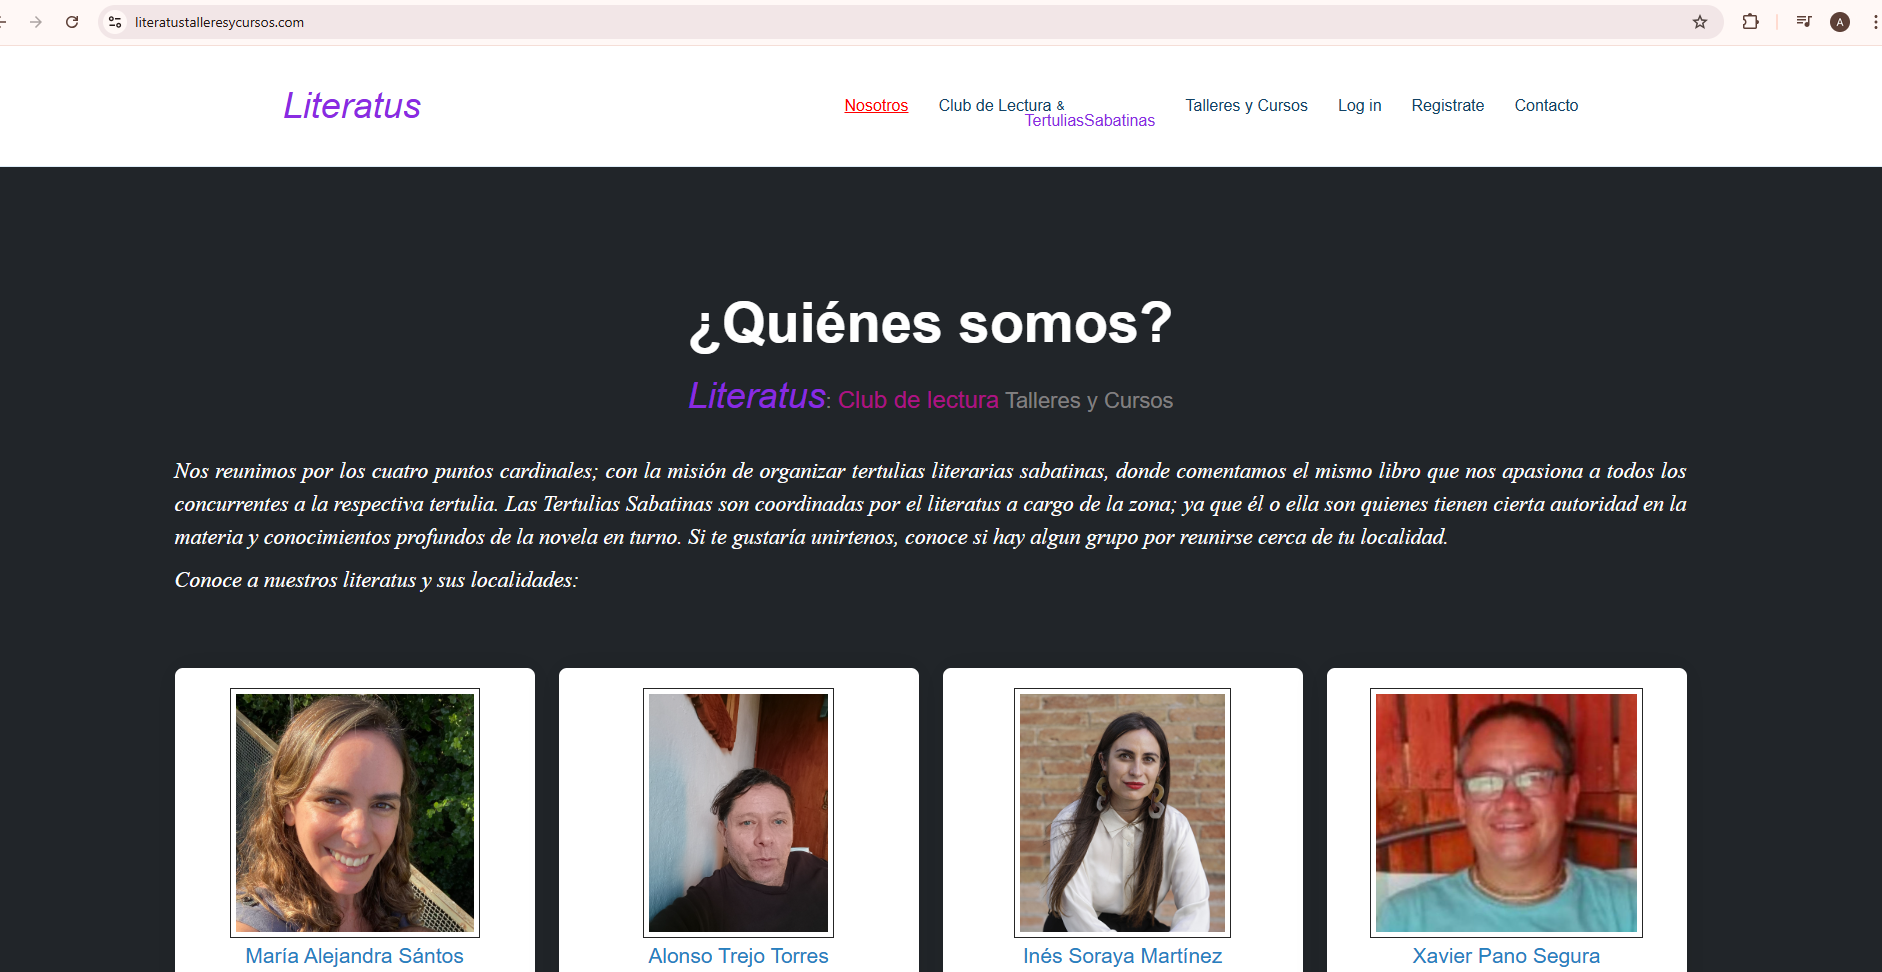 literatustalleresycursos.com
A
Literatus
Nosotros
Club de Lectura &
TertuliasSabatinas
Talleres y Cursos
Log in
Registrate
Contacto
¿Quiénes somos?
Literatus: Club de lectura Talleres y Cursos
Nos reunimos por los cuatro puntos cardinales; con la misión de organizar tertulias literarias sabatinas, donde comentamos el mismo libro que nos apasiona a todos los
concurrentes a la respectiva tertulia. Las Tertulias Sabatinas son coordinadas por el literatus a cargo de la zona; ya que él o ella son quienes tienen cierta autoridad en la
materia y conocimientos profundos de la novela en turno. Si te gustaría unirtenos, conoce si hay algun grupo por reunirse cerca de tu localidad.
Conoce a nuestros literatus y sus localidades:
María Alejandra Sántos
Alonso Trejo Torres
Inés Soraya Martínez
Xavier Pano Segura